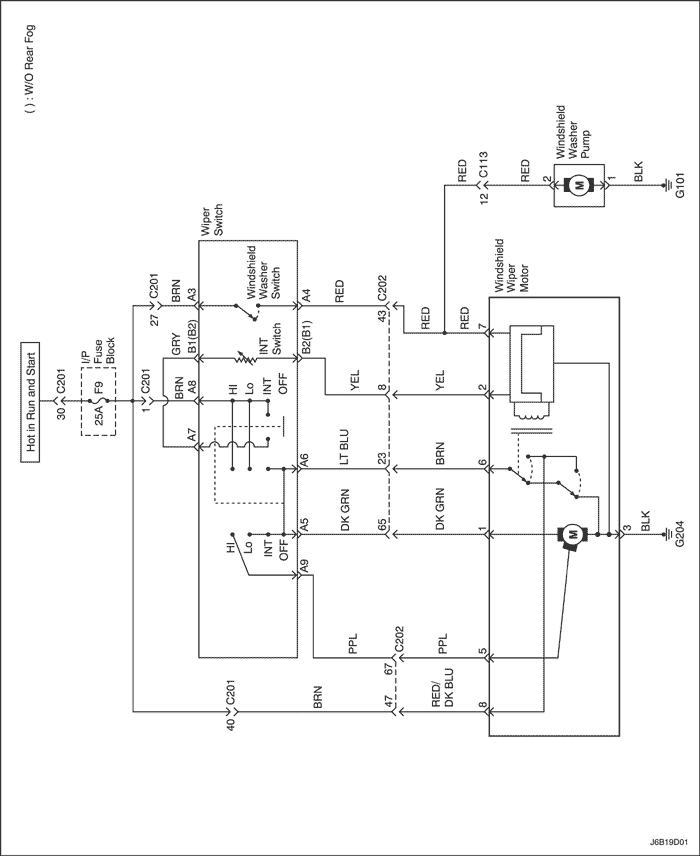 ( ) : W/O Rear Fog
Windshield
Washer
Pump
RED
C113
12
RED
2
M
1
BLK
G101
Wiper
Switch
C201
27
BRN
A3
Windshield
Washer
Switch
A4
RED
C202
43
RED
RED
7
Windshield
Wiper
Motor
Hot in Run and Start
C201
30
I/P
Fuse
Block
F9
25A
C201
1
GRY
B1(B2)
INT
Switch
B2(B1)
BRN
A8
HI
Lo
INT
OFF
YEL
8
YEL
2
A7
A6
LT BLU
23
BRN
6
A5
DK GRN
65
DK GRN
1
M
3
BLK
G204
Hi
Lo
INT
OFF
A9
PPL
C202
67
PPL
5
C201
40
BRN
47
RED/
DK BLU
8
J6B19D01